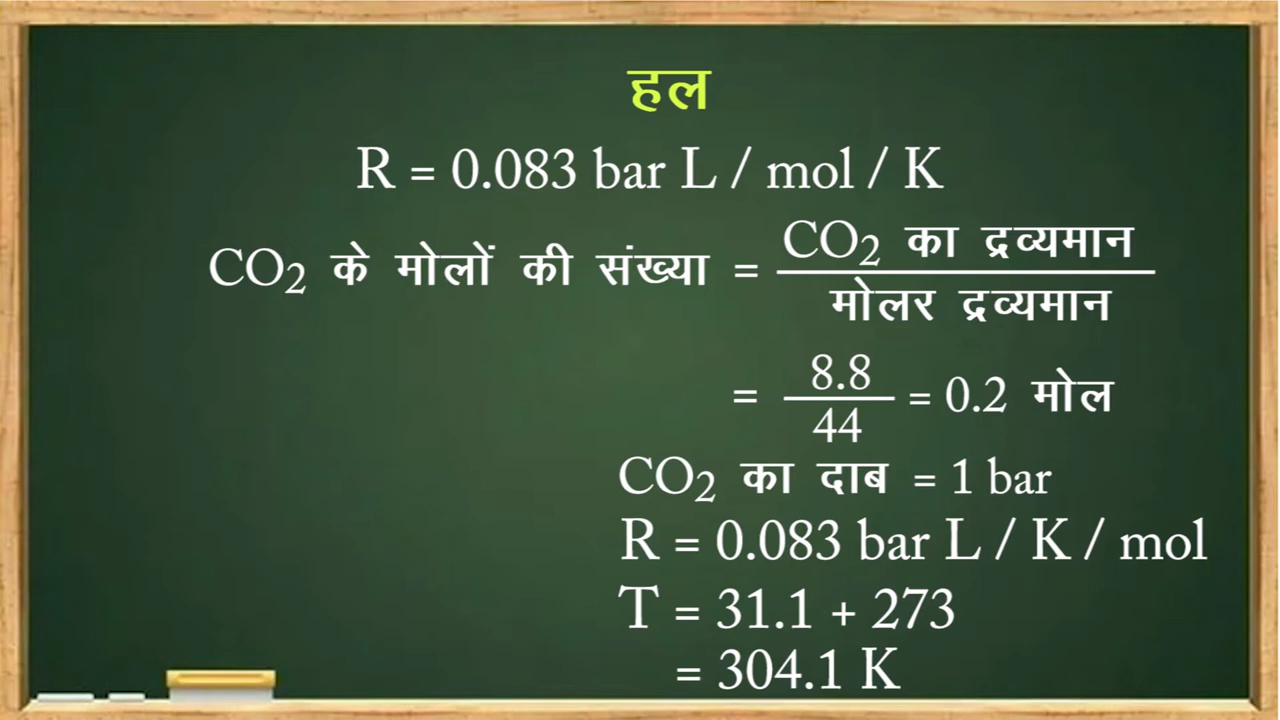 हल
R = 0.083 bar L / mol / K
CO₂ के मोलों की संख्या = CO₂ का द्रव्यमान / मोलर द्रव्यमान
= 8.8 / 44 = 0.2 मोल
CO₂ का दाब = 1 bar
R = 0.083 bar L / K / mol
T = 31.1 + 273
= 304.1 K